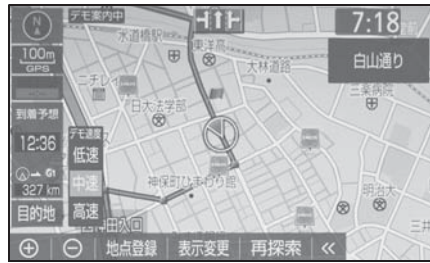 N
デモ案内中
7:18
水道橋駅
東洋高
白山通り
100m
GPS
大林道路
三楽病院
ニチレイ
到着予想
日大法学部
12:36
デモ速度
低速
327 km
中速
神保町ひまわり館
明治大
目的地
高速
⊕
⊖
地点登録
表示変更
再探索
«